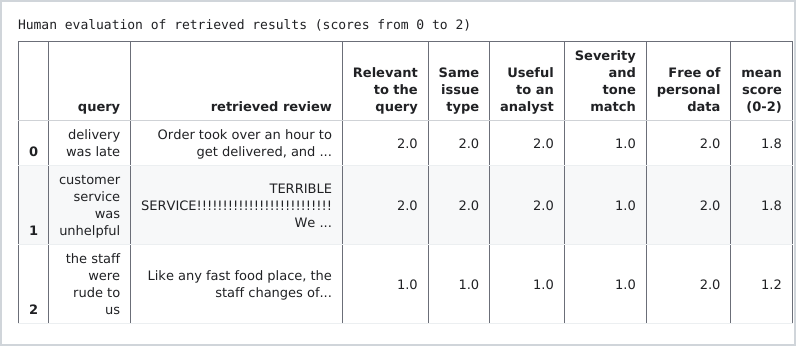 Human evaluation of retrieved results (scores from 0 to 2)
query retrieved review Relevant to the query Same issue type Useful to an analyst Severity and tone match Free of personal data mean score (0-2)
0 delivery was late Order took over an hour to get delivered, and ... 2.0 2.0 2.0 1.0 2.0 1.8
1 customer service was unhelpful TERRIBLE SERVICE!!!!!!!!!!!!!!!!!!!!!!!!!! We ... 2.0 2.0 2.0 1.0 2.0 1.8
2 the staff were rude to us Like any fast food place, the staff changes of... 1.0 1.0 1.0 1.0 2.0 1.2